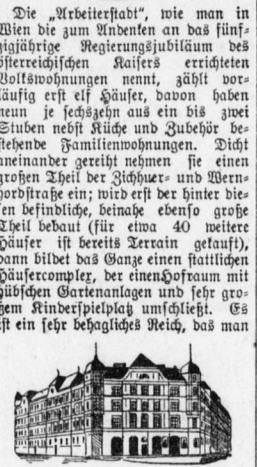 Die „Arbeiterstadt“, wie man in
Wien die zum Andenken an das fünf-
zigjährige Regierungsjubiläum des
österreichischen Kaisers errichteten
Volkswohnungen nennt, zählt vor-
läufig erst elf Häuser, davon haben
neun je sechszehn aus ein bis zwei
Stuben nebst Küche und Zubehör be-
stehende Familienwohnungen. Dicht
aneinander gereiht nehmen sie einen
großen Theil der Zichhuer- und Wern-
hordstraße ein; wird erst der hinter die-
sen befindliche, beinahe ebenso große
Theil bebaut (für etwa 40 weitere
Häuser ist bereits Terrain gekauft),
dann bildet das Ganze einen stattlichen
Häusercomplex, der einenHofraum mit
hübschen Gartenanlagen und sehr gro-
ßem Kinderspielplatz umschließt. Es
ist ein sehr behagliches Reich, das man